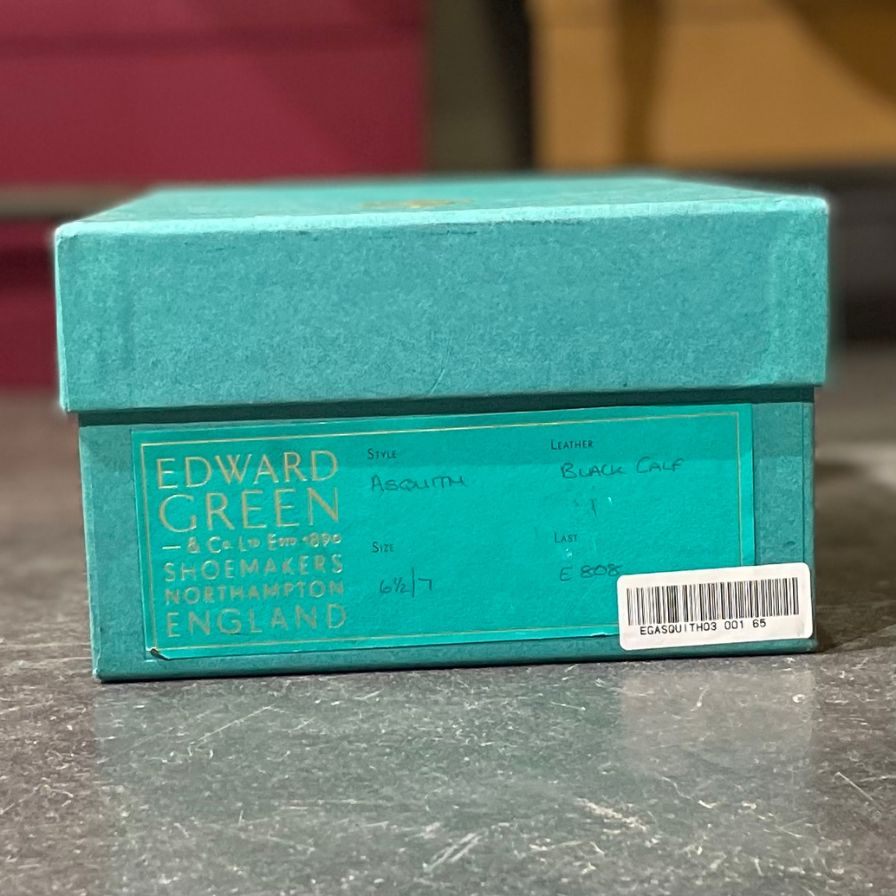 EDWARD
GREEN
— & Co. Ltd Estd 1890
SHOEMAKERS
NORTHAMPTON
ENGLAND
STYLE
ASQUITH
LEATHER
BLACK CALF
SIZE
6½/7
LAST
E 808
EGASQUITH03 001 65